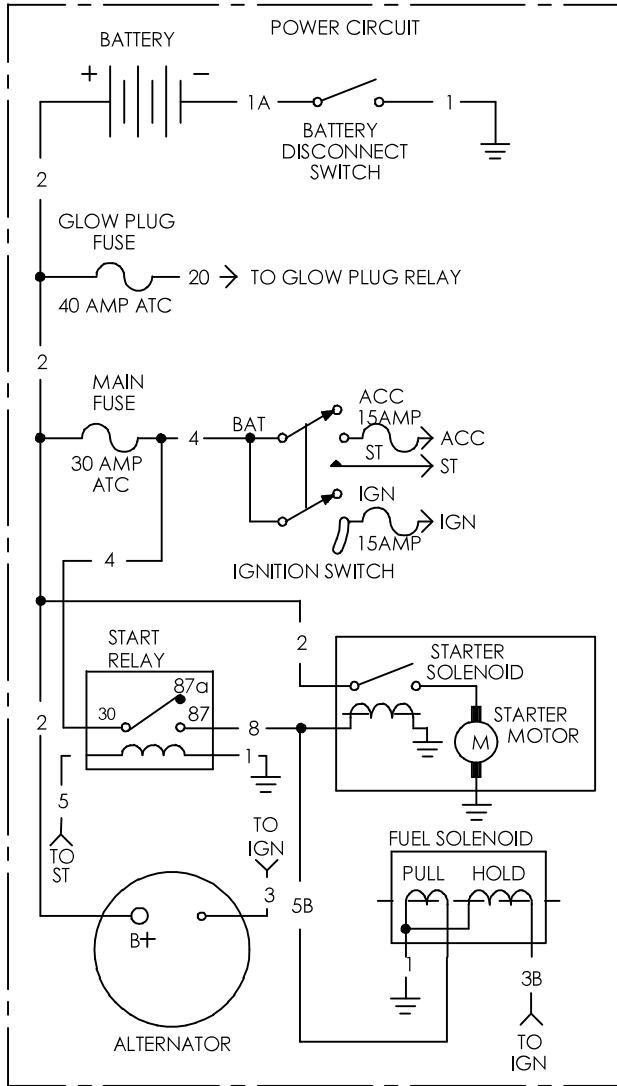 POWER CIRCUIT
BATTERY
+
−
1A
1
BATTERY
DISCONNECT
SWITCH
2
GLOW PLUG
FUSE
20
TO GLOW PLUG RELAY
40 AMP ATC
2
MAIN
FUSE
4
BAT
ACC
15AMP
ACC
30 AMP
ATC
ST
ST
IGN
15AMP
IGN
4
IGNITION SWITCH
START
RELAY
2
STARTER
SOLENOID
87a
30
87
2
8
STARTER
MOTOR
M
1
5
TO
ST
TO
IGN
3
5B
FUEL SOLENOID
PULL
HOLD
B+
1
3B
TO
IGN
ALTERNATOR